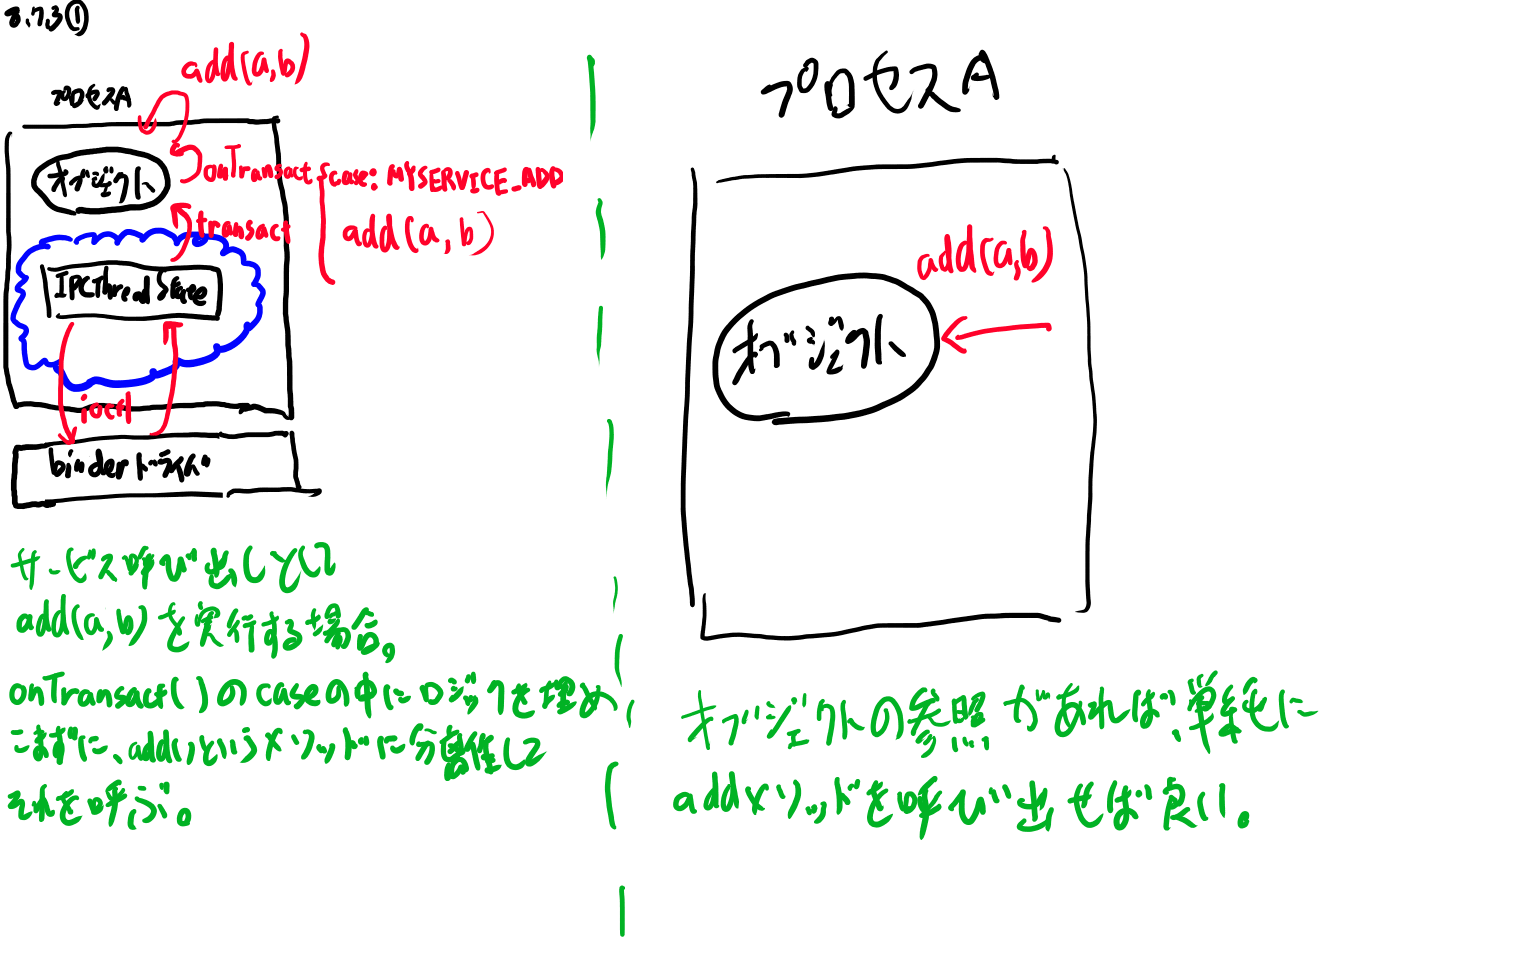 8.7.3①
add(a,b)
プロセスA
オブジェクト
onTransact
case: MYSERVICE_ADD
add(a,b)
transact
IPCThreadState
ioctl
binderドライバ
サービス呼び出しとして
add(a,b)を実行する場合。
onTransact()のcaseの中にロジックを埋め
こまずに、add()というメソッドに分離して
それを呼ぶ。
プロセスA
add(a,b)
オブジェクト
オブジェクトの参照があれば、単純に
addメソッドを呼び出せば良い。